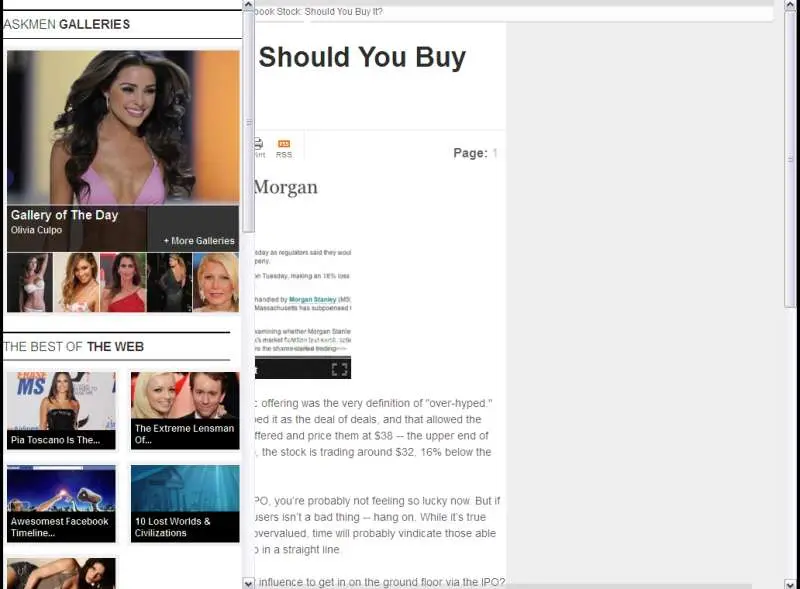 ASKMEN GALLERIES
Gallery of The Day
Olivia Culpo
+ More Galleries
THE BEST OF THE WEB
Pia Toscano Is The...
The Extreme Lensman
Of...
Awesomest Facebook
Timeline...
10 Lost Worlds &
Civilizations
book Stock: Should You Buy It?
Should You Buy
RSS
Page: 1
Morgan
day as regulators said they woul
pany.
on Tuesday, making an 18% loss
handled by Morgan Stanley (MS
Massachusetts has subpoenaed
examining whether Morgan Stanle
s the shares started trading
c offering was the very definition of "over-hyped."
ped it as the deal of deals, and that allowed the
ffered and price them at $38 -- the upper end of
, the stock is trading around $32, 16% below the
PO, you're probably not feeling so lucky now. But if
users isn't a bad thing -- hang on. While it's true
overvalued, time will probably vindicate those able
o in a straight line.
influence to get in on the ground floor via the IPO?